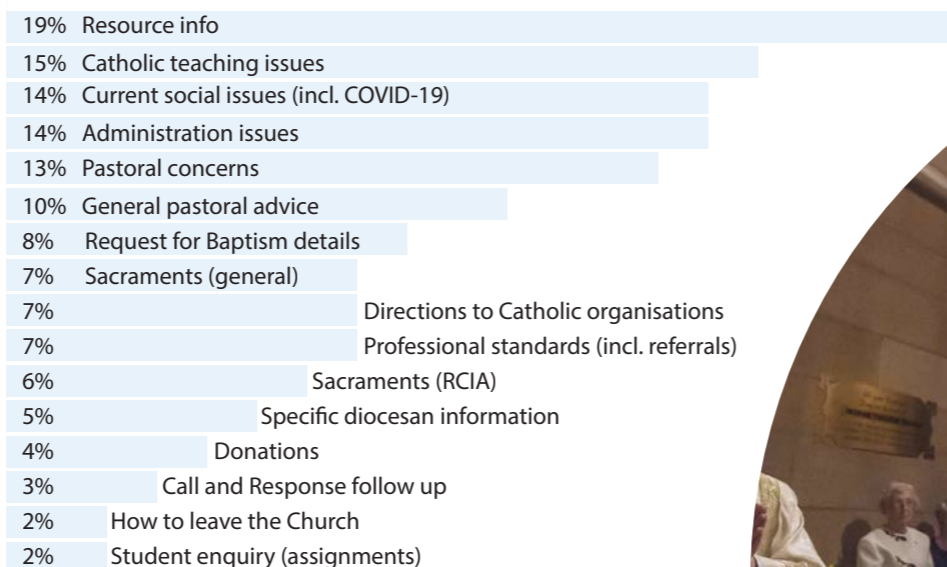 19% Resource info
15% Catholic teaching issues
14% Current social issues (incl. COVID-19)
14% Administration issues
13% Pastoral concerns
10% General pastoral advice
8% Request for Baptism details
7% Sacraments (general)
7% Directions to Catholic organisations
7% Professional standards (incl. referrals)
6% Sacraments (RCIA)
5% Specific diocesan information
4% Donations
3% Call and Response follow up
2% How to leave the Church
2% Student enquiry (assignments)